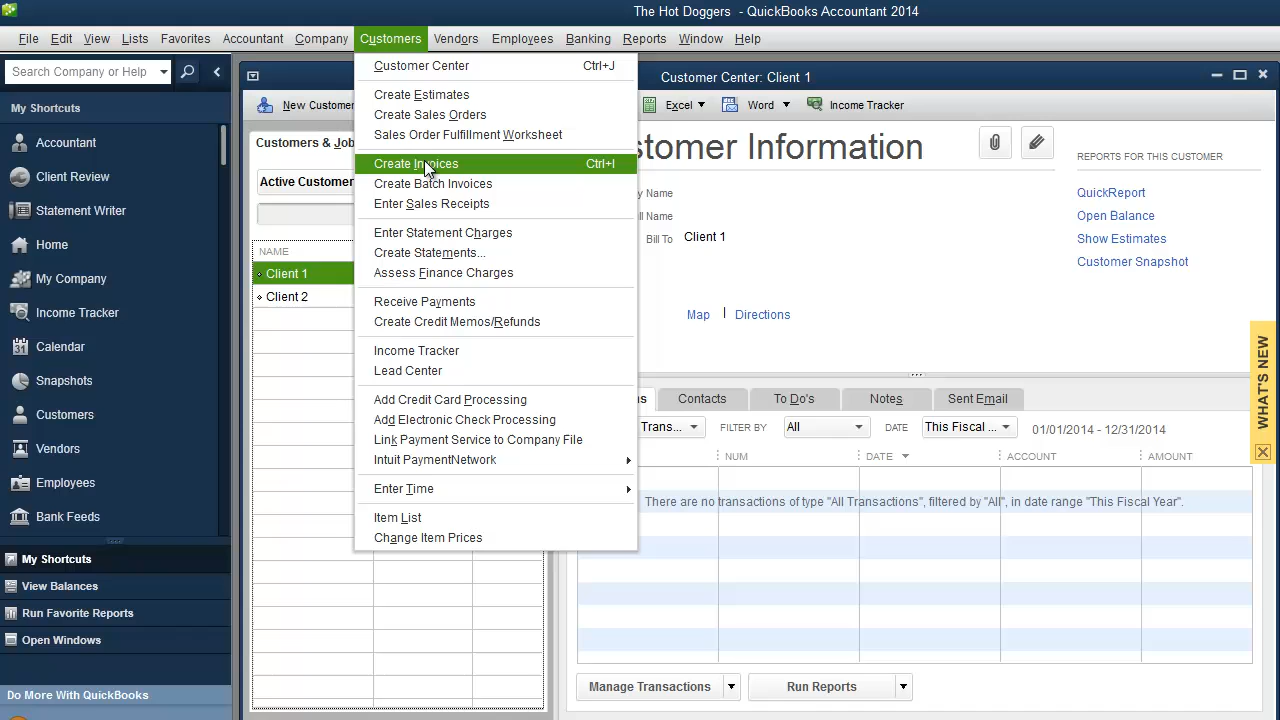 The Hot Doggers - QuickBooks Accountant 2014
File Edit View Lists Favorites Accountant Company Customers Vendors Employees Banking Reports Window Help
Search Company or Help
My Shortcuts
Accountant
Client Review
Statement Writer
Home
My Company
Income Tracker
31 Calendar
Snapshots
Customers
Vendors
Employees
Bank Feeds
My Shortcuts
View Balances
Run Favorite Reports
Open Windows
Do More With QuickBooks
Customer Center Ctrl+J
Create Estimates
Create Sales Orders
Sales Order Fulfillment Worksheet
Create Invoices Ctrl+I
Create Batch Invoices
Enter Sales Receipts
Enter Statement Charges
Create Statements...
Assess Finance Charges
Receive Payments
Create Credit Memos/Refunds
Income Tracker
Lead Center
Add Credit Card Processing
Add Electronic Check Processing
Link Payment Service to Company File
Intuit PaymentNetwork
Enter Time
Item List
Change Item Prices
Customer Center: Client 1
New Custome Excel Word Income Tracker
Customers & Job
Active Customer
NAME
Client 1
Client 2
stomer Information
y Name
ll Name
Bill To Client 1
Map Directions
REPORTS FOR THIS CUSTOMER
QuickReport
Open Balance
Show Estimates
Customer Snapshot
WHAT'S NEW
ns Contacts To Do's Notes Sent Email
Trans... FILTER BY All DATE This Fiscal ... 01/01/2014 - 12/31/2014
NUM DATE ACCOUNT AMOUNT
There are no transactions of type "All Transactions", filtered by "All", in date range "This Fiscal Year".
Manage Transactions Run Reports